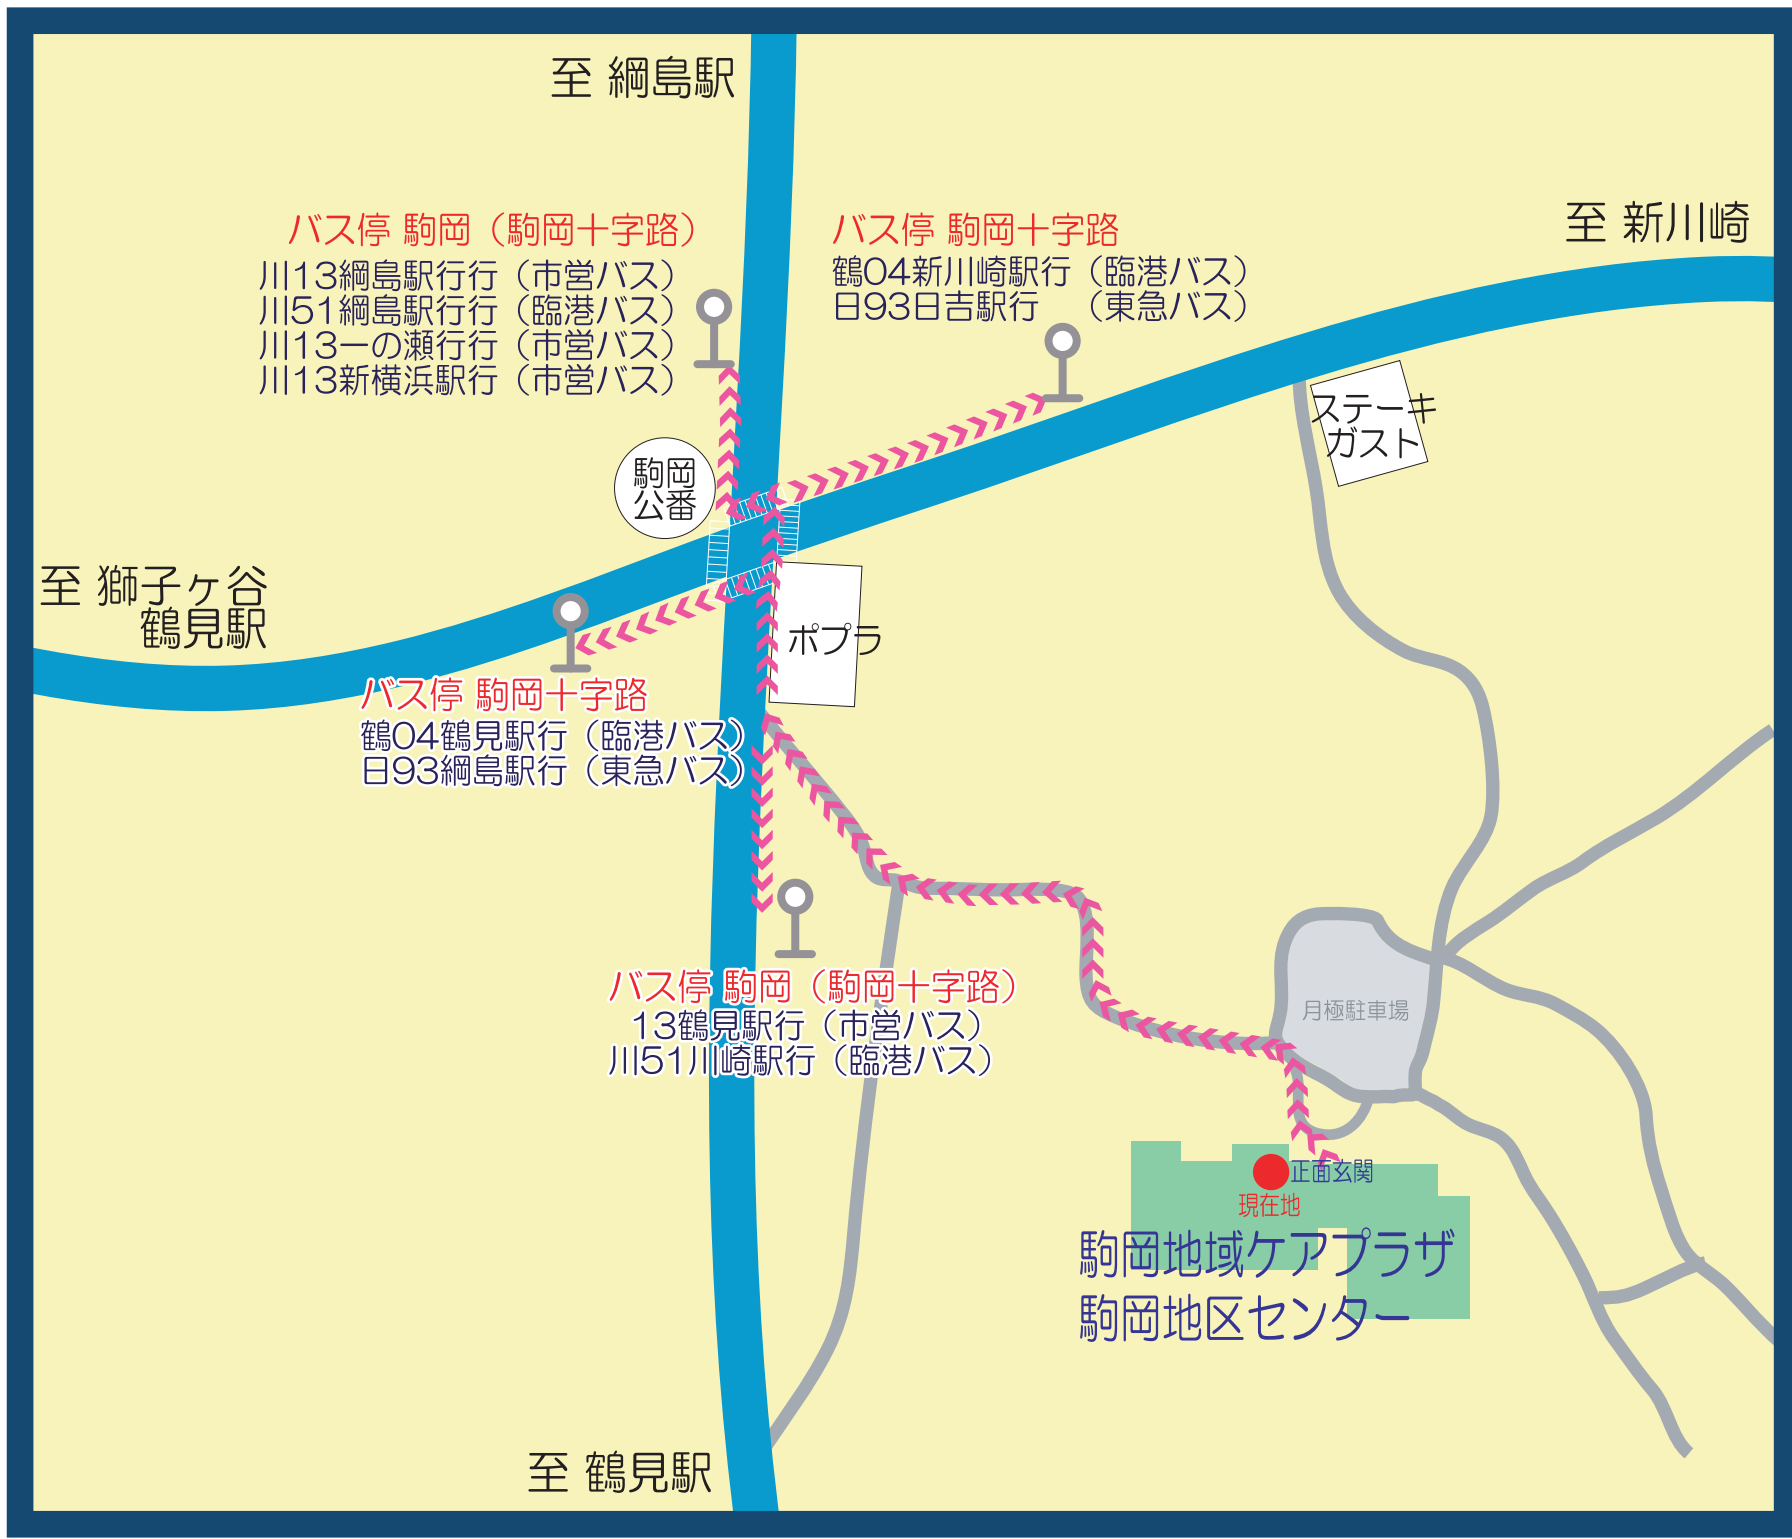 至 綱島駅
至 新川崎
バス停 駒岡（駒岡十字路）
川13綱島駅行行（市営バス）
川51綱島駅行行（臨港バス）
川13一の瀬行行（市営バス）
川13新横浜駅行（市営バス）
バス停 駒岡十字路
鶴04新川崎駅行（臨港バス）
日93日吉駅行　（東急バス）
ステーキ
ガスト
駒岡
公番
至 獅子ヶ谷
鶴見駅
ポプラ
バス停 駒岡十字路
鶴04鶴見駅行（臨港バス）
日93綱島駅行（東急バス）
バス停 駒岡（駒岡十字路）
13鶴見駅行（市営バス）
川51川崎駅行（臨港バス）
月極駐車場
正面玄関
現在地
駒岡地域ケアプラザ
駒岡地区センター
至 鶴見駅